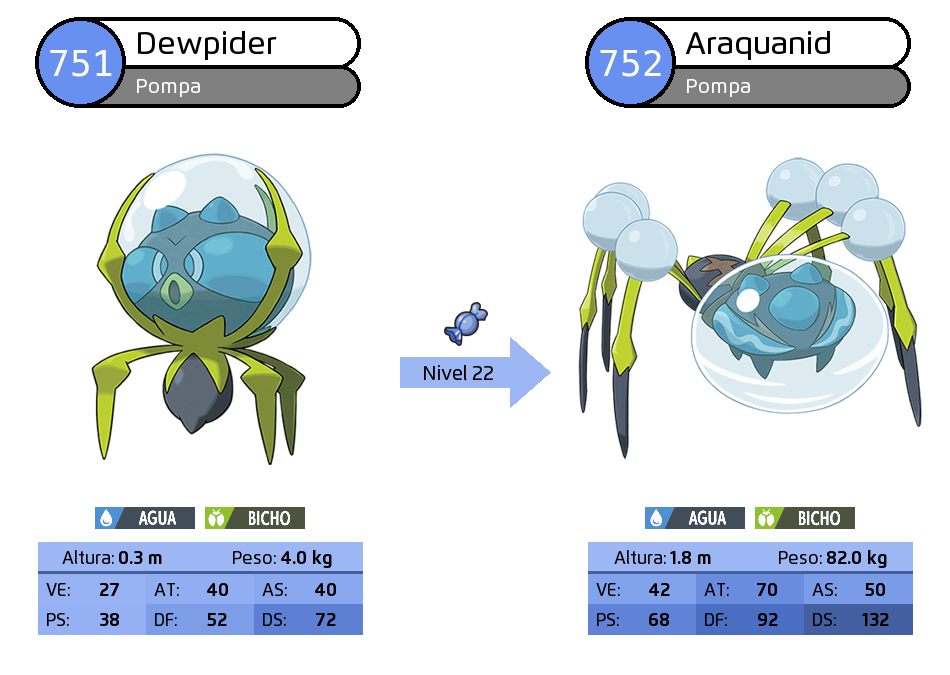 751
Dewpider
Pompa
752
Araquanid
Pompa
Nivel 22
AGUA BICHO
Altura: 0.3 m Peso: 4.0 kg
VE: 27 AT: 40 AS: 40
PS: 38 DF: 52 DS: 72
AGUA BICHO
Altura: 1.8 m Peso: 82.0 kg
VE: 42 AT: 70 AS: 50
PS: 68 DF: 92 DS: 132